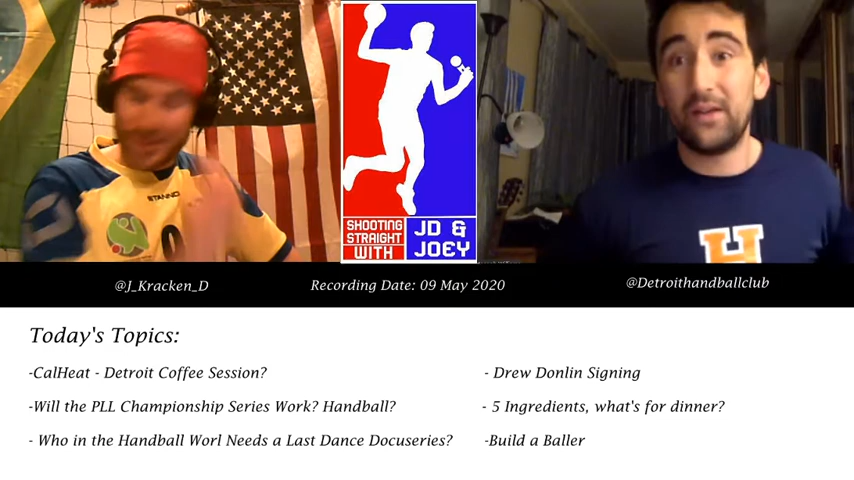 STANNO
SHOOTING
STRAIGHT
WITH
JD &
JOEY
H
@J_Kracken_D
Recording Date: 09 May 2020
@Detroithandballclub
Today's Topics:
-CalHeat - Detroit Coffee Session?
- Drew Donlin Signing
-Will the PLL Championship Series Work? Handball?
- 5 Ingredients, what's for dinner?
- Who in the Handball Worl Needs a Last Dance Docuseries?
-Build a Baller